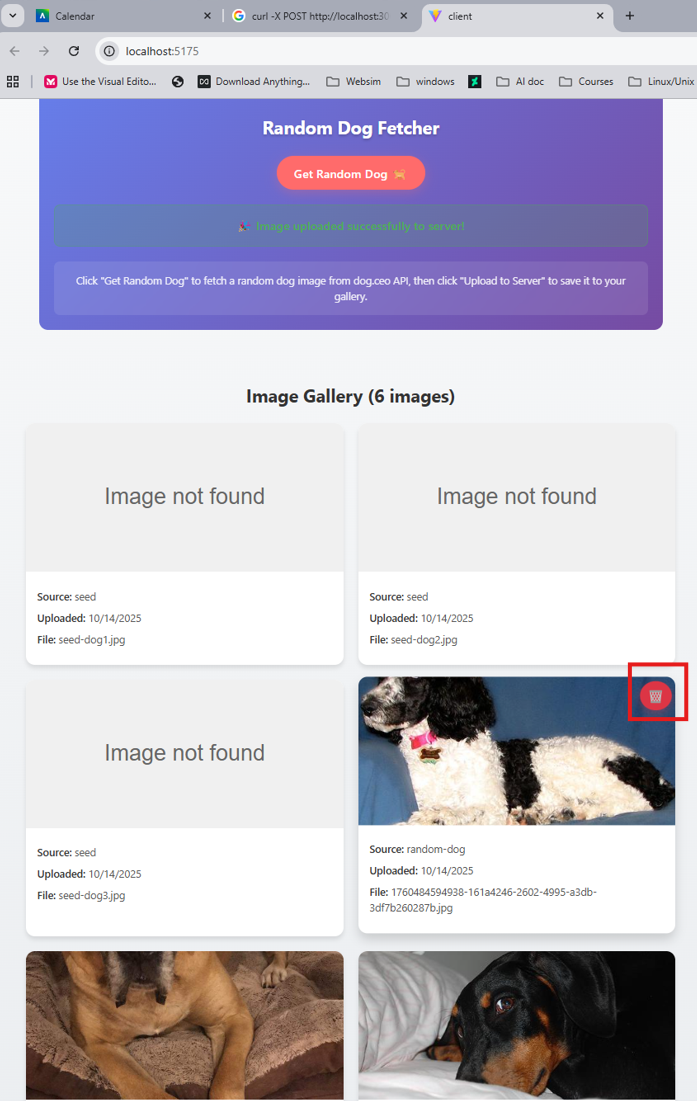 Calendar
curl -X POST http://localhost:30
client
localhost:5175
Use the Visual Edito...
Download Anything...
Websim
windows
AI doc
Courses
Linux/Unix
Random Dog Fetcher
Get Random Dog 🐕
🎉 Image uploaded successfully to server!
Click "Get Random Dog" to fetch a random dog image from dog.ceo API, then click "Upload to Server" to save it to your
gallery.
Image Gallery (6 images)
Image not found
Source: seed
Uploaded: 10/14/2025
File: seed-dog1.jpg
Image not found
Source: seed
Uploaded: 10/14/2025
File: seed-dog2.jpg
Image not found
Source: seed
Uploaded: 10/14/2025
File: seed-dog3.jpg
Source: random-dog
Uploaded: 10/14/2025
File: 1760484594938-161a4246-2602-4995-a3db-
3df7b260287b.jpg